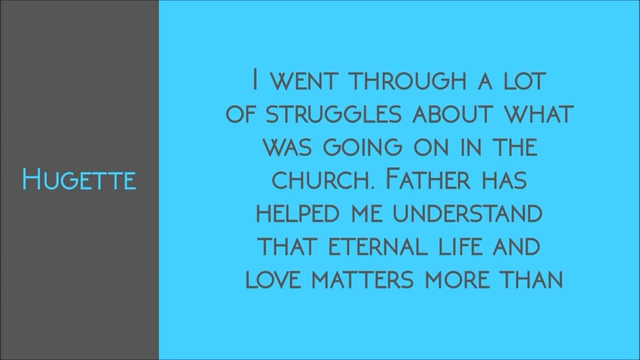 Hugette
I went through a lot
of struggles about what
was going on in the
church. Father has
helped me understand
that eternal life and
love matters more than